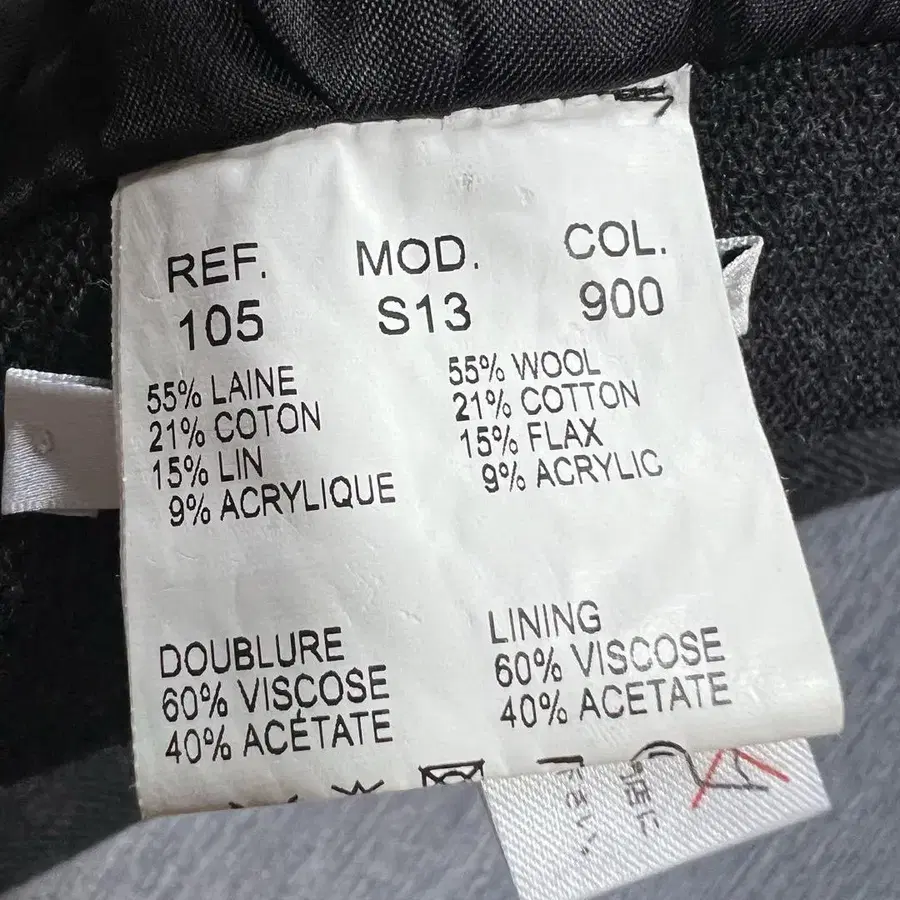 REF. MOD. COL.
105 S13 900
55% LAINE
21% COTON
15% LIN
9% ACRYLIQUE
55% WOOL
21% COTTON
15% FLAX
9% ACRYLIC
DOUBLURE
60% VISCOSE
40% ACÉTATE
LINING
60% VISCOSE
40% ACETATE